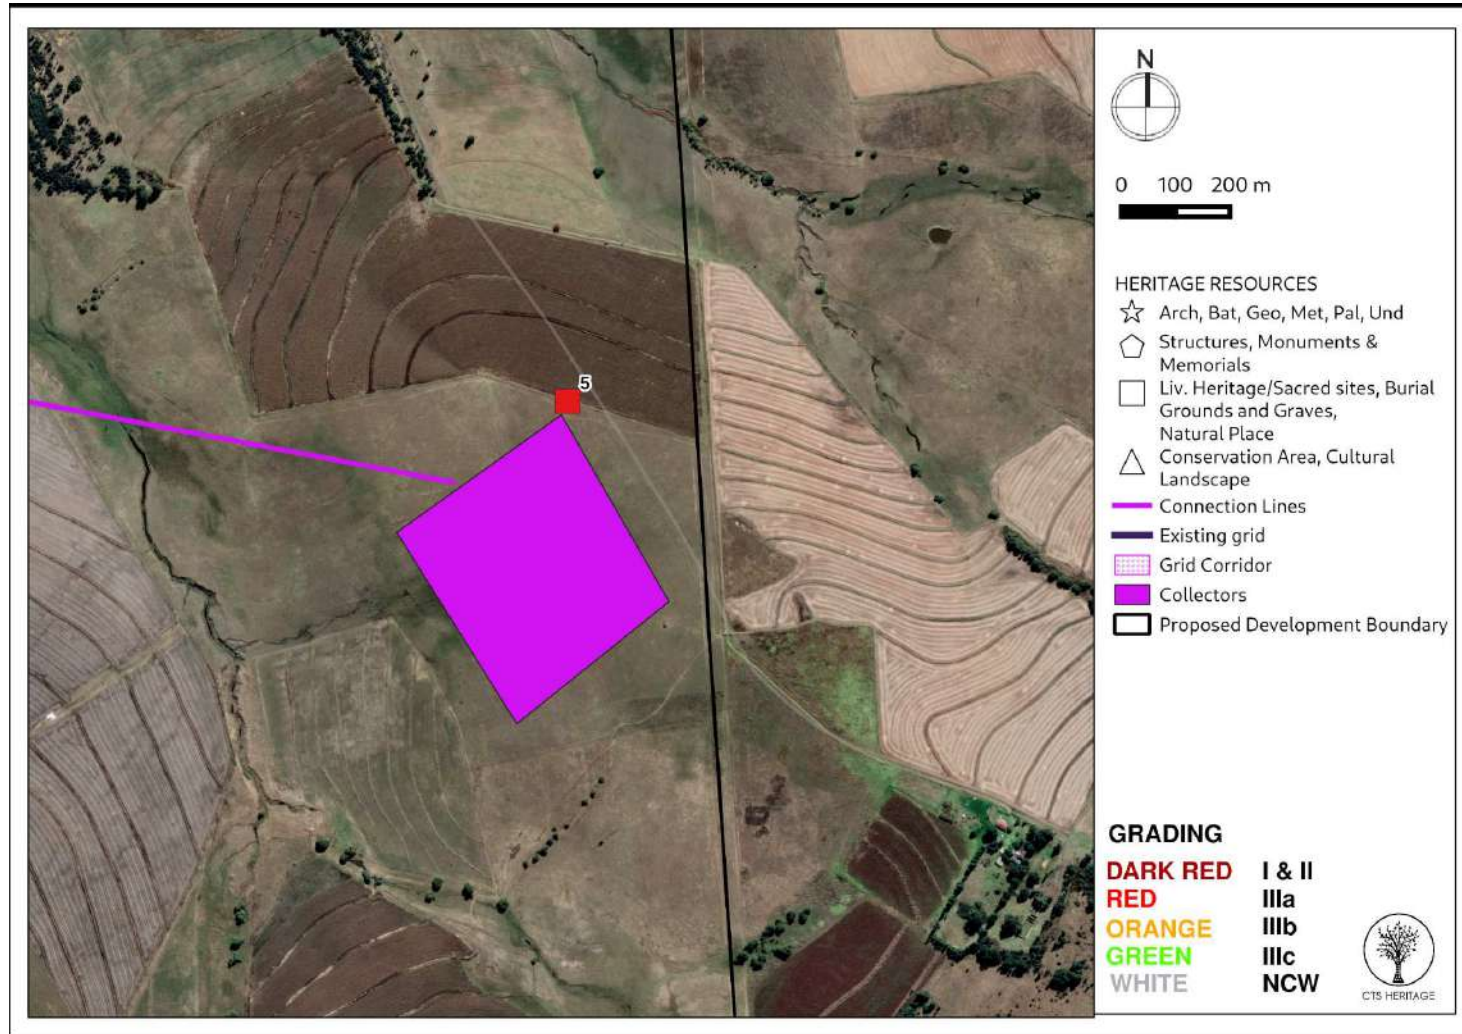 N
0 100 200 m
HERITAGE RESOURCES
Arch, Bat, Geo, Met, Pal, Und
Structures, Monuments &
Memorials
Liv. Heritage/Sacred sites, Burial
Grounds and Graves,
Natural Place
Conservation Area, Cultural
Landscape
Connection Lines
Existing grid
Grid Corridor
Collectors
Proposed Development Boundary
5
GRADING
DARK RED I & II
RED IIIa
ORANGE IIIb
GREEN IIIc
WHITE NCW
CTS HERITAGE